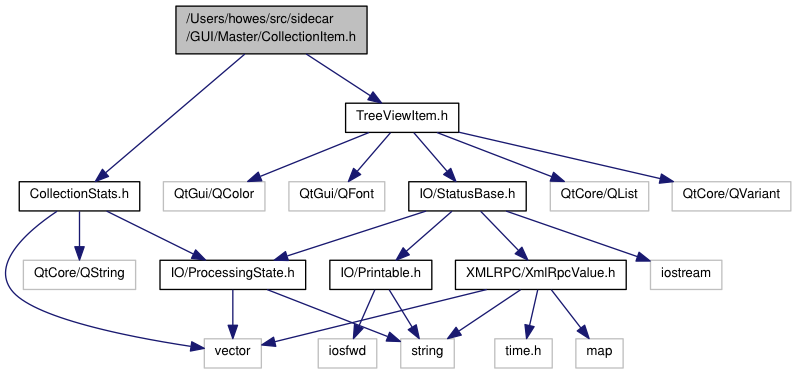 /Users/howes/src/sidecar
/GUI/Master/CollectionItem.h
TreeViewItem.h
CollectionStats.h
QtGui/QColor
QtGui/QFont
IO/StatusBase.h
QtCore/QList
QtCore/QVariant
QtCore/QString
IO/ProcessingState.h
IO/Printable.h
XMLRPC/XmlRpcValue.h
iostream
vector
iosfwd
string
time.h
map